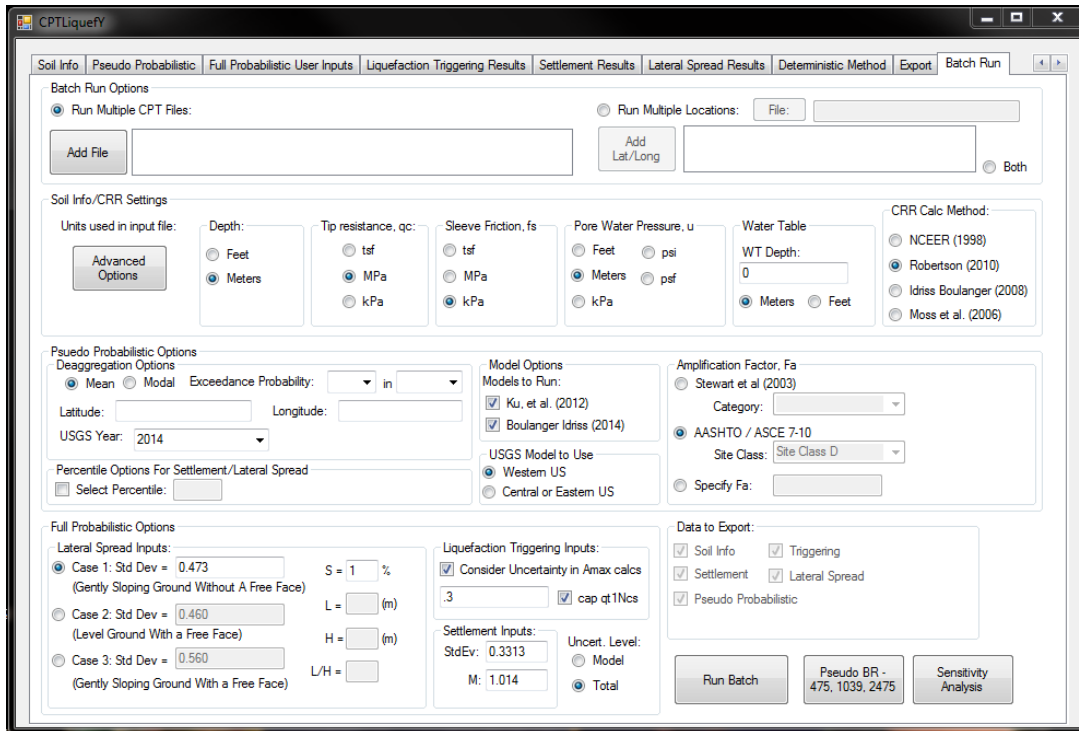 CPTLiquefY
Soil Info Pseudo Probabilistic Full Probabilistic User Inputs Liquefaction Triggering Results Settlement Results Lateral Spread Results Deterministic Method Export Batch Run
Batch Run Options
Run Multiple CPT Files: Run Multiple Locations: File:
Add File Add Lat/Long Both
Soil Info/CRR Settings
Units used in input file:
Advanced Options
Depth:
Feet
Meters
Tip resistance, qc:
tsf
MPa
kPa
Sleeve Friction, fs
tsf
MPa
kPa
Pore Water Pressure, u
Feet psi
Meters psf
kPa
Water Table
WT Depth:
0
Meters Feet
CRR Calc Method:
NCEER (1998)
Robertson (2010)
Idriss Boulanger (2008)
Moss et al. (2006)
Psuedo Probabilistic Options
Deaggregation Options
Mean Modal Exceedance Probability: in
Latitude: Longitude:
USGS Year: 2014
Percentile Options For Settlement/Lateral Spread
Select Percentile:
Model Options
Models to Run:
Ku, et al. (2012)
Boulanger Idriss (2014)
USGS Model to Use
Western US
Central or Eastern US
Amplification Factor, Fa
Stewart et al (2003)
Category:
AASHTO / ASCE 7-10
Site Class: Site Class D
Specify Fa:
Full Probabilistic Options
Lateral Spread Inputs:
Case 1: Std Dev = 0.473
(Gently Sloping Ground Without A Free Face)
Case 2: Std Dev = 0.460
(Level Ground With a Free Face)
Case 3: Std Dev = 0.560
(Gently Sloping Ground With a Free Face)
S = 1 %
L = (m)
H = (m)
L/H =
Liquefaction Triggering Inputs:
Consider Uncertainty in Amax calcs
.3 cap qt1Ncs
Settlement Inputs:
StdEv: 0.3313
M: 1.014
Uncert. Level:
Model
Total
Data to Export:
Soil Info Triggering
Settlement Lateral Spread
Pseudo Probabilistic
Run Batch
Pseudo BR - 475, 1039, 2475
Sensitivity Analysis